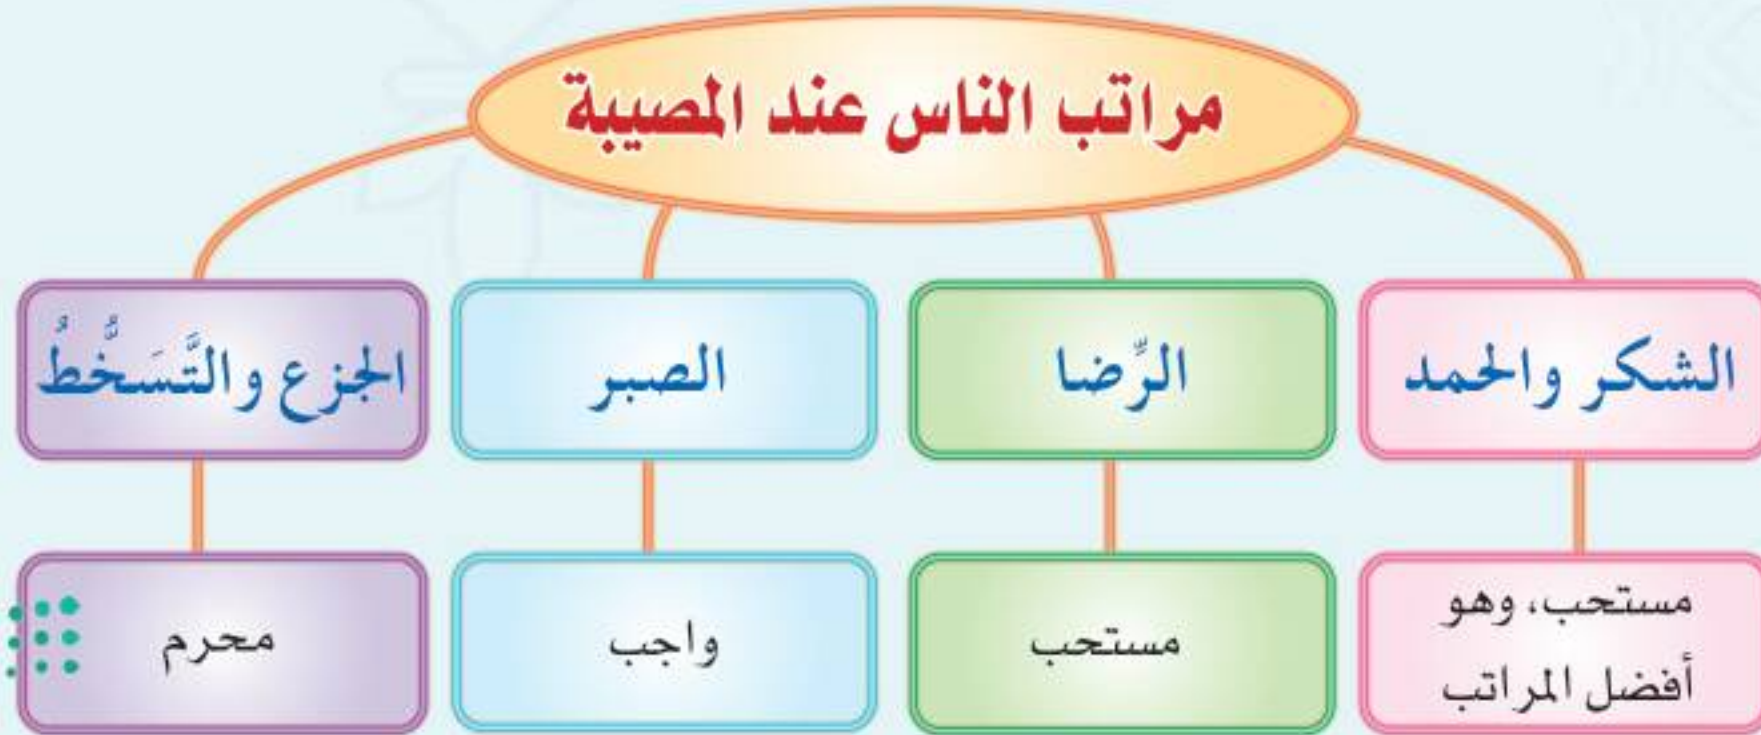 مراتب الناس عند المصيبة
الشكر والحمد
الرِّضا
الصبر
الجزع والتَّسَخُّطُ
مستحب، وهو
أفضل المراتب
مستحب
واجب
محرم